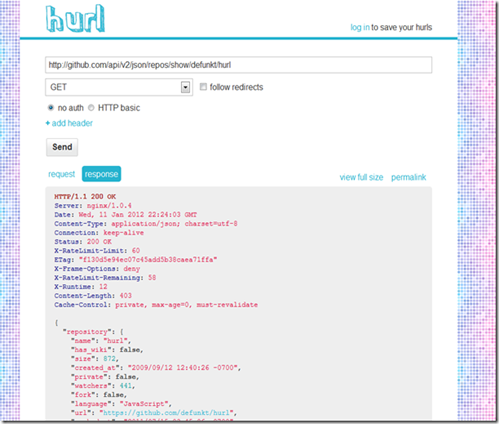 hurl
log in to save your hurls
http://github.com/api/v2/json/repos/show/defunkt/hurl
GET follow redirects
no auth HTTP basic
+ add header
Send
request response view full size permalink
HTTP/1.1 200 OK
Server: nginx/1.0.4
Date: Wed, 11 Jan 2012 22:24:03 GMT
Content-Type: application/json; charset=utf-8
Connection: keep-alive
Status: 200 OK
X-RateLimit-Limit: 60
ETag: "f130d5e94ec07c45add5b38caea71ffa"
X-Frame-Options: deny
X-RateLimit-Remaining: 58
X-Runtime: 12
Content-Length: 403
Cache-Control: private, max-age=0, must-revalidate
{
"repository": {
"name": "hurl",
"has_wiki": false,
"size": 872,
"created_at": "2009/09/12 12:40:26 -0700",
"private": false,
"watchers": 441,
"fork": false,
"language": "JavaScript",
"url": "https://github.com/defunkt/hurl",